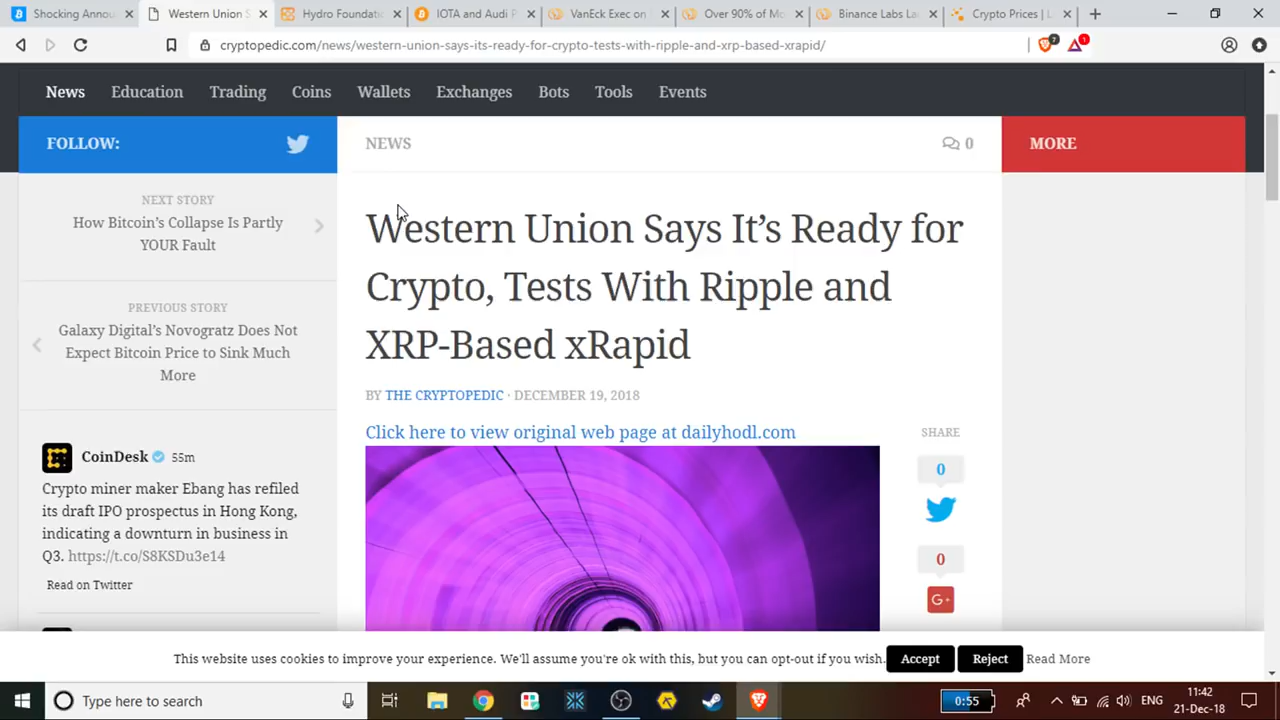 Shocking Annou
Western Union S
Hydro Foundatio
IOTA and Audi P
VanEck Exec on
Over 90% of Mo
Binance Labs La
Crypto Prices | L
cryptopedic.com/news/western-union-says-its-ready-for-crypto-tests-with-ripple-and-xrp-based-xrapid/
7
1
News Education Trading Coins Wallets Exchanges Bots Tools Events
FOLLOW:
NEWS
0
MORE
NEXT STORY
How Bitcoin’s Collapse Is Partly
YOUR Fault
PREVIOUS STORY
Galaxy Digital’s Novogratz Does Not
Expect Bitcoin Price to Sink Much
More
CoinDesk 55m
Crypto miner maker Ebang has refiled
its draft IPO prospectus in Hong Kong,
indicating a downturn in business in
Q3. https://t.co/S8KSDu3e14
Read on Twitter
Western Union Says It’s Ready for
Crypto, Tests With Ripple and
XRP-Based xRapid
BY THE CRYPTOPEDIC · DECEMBER 19, 2018
Click here to view original web page at dailyhodl.com
SHARE
0
0
G+
This website uses cookies to improve your experience. We'll assume you're ok with this, but you can opt-out if you wish. Accept Reject Read More
Type here to search
0:55
ENG
11:42
21-Dec-18